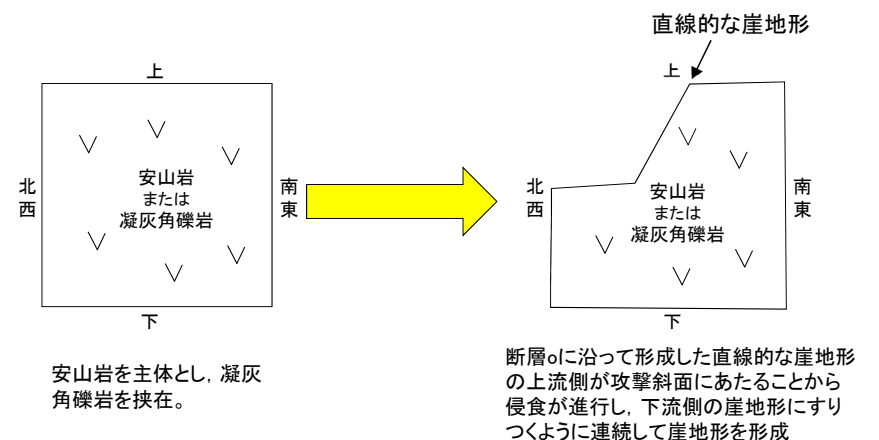 直線的な崖地形
上
北西
安山岩
または
凝灰角礫岩
南東
下
安山岩を主体とし，凝灰
角礫岩を挟在。
上
北西
安山岩
または
凝灰角礫岩
南東
下
断層oに沿って形成した直線的な崖地形
の上流側が攻撃斜面にあたることから
侵食が進行し，下流側の崖地形にすり
つくように連続して崖地形を形成